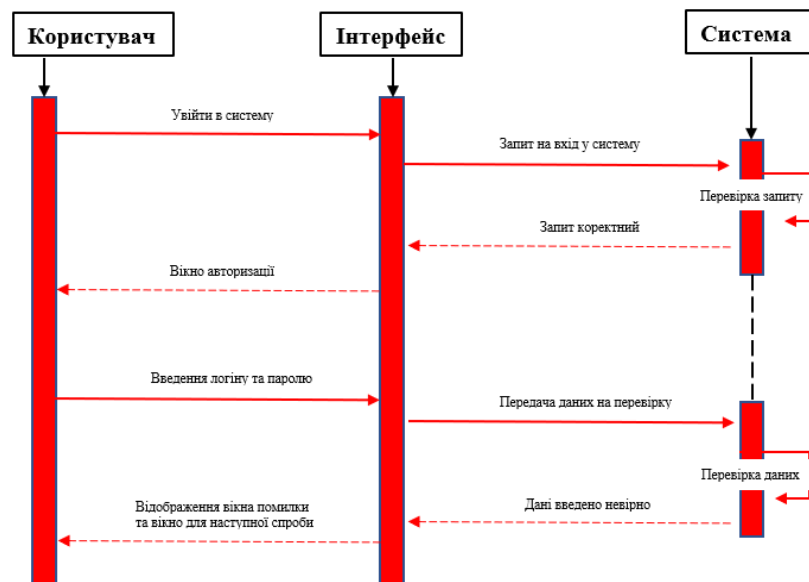 Користувач
Інтерфейс
Система
Увійти в систему
Запит на вхід у систему
Перевірка запиту
Запит коректний
Вікно авторизації
Введення логіну та паролю
Передача даних на перевірку
Перевірка даних
Дані введено невірно
Відображення вікна помилки
та вікно для наступної спроби